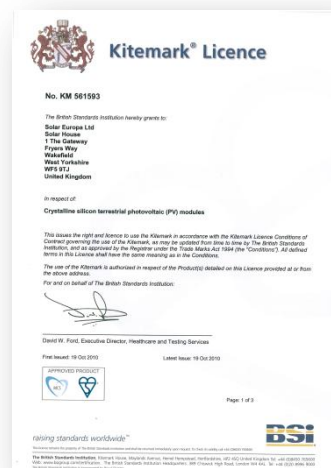 Kitemark® Licence
No. KM 561593
The British Standards Institution hereby grants to:
Solar Europa Ltd
Solar House
1 The Gateway
Fryers Way
Wakefield
West Yorkshire
WF5 9TJ
United Kingdom
in respect of:
Crystalline silicon terrestrial photovoltaic (PV) modules
This issues the right and licence to use the Kitemark in accordance with the Kitemark Licence Conditions of
Contract governing the use of the Kitemark, as may be updated from time to time by The British Standards
Institution, and as approved by the Registrar under the Trade Marks Act 1994 (the "Conditions"). All defined
terms in this Licence shall have the same meaning as in the Conditions.
The use of the Kitemark is authorized in respect of the Product(s) detailed on this Licence provided at or from
the above address.
For and on behalf of The British Standards Institution:
David W. Ford, Executive Director, Healthcare and Testing Services
First Issued: 19 Oct 2010
Latest Issue: 19 Oct 2010
APPROVED PRODUCT
Page: 1 of 3
raising standards worldwide™
BSi